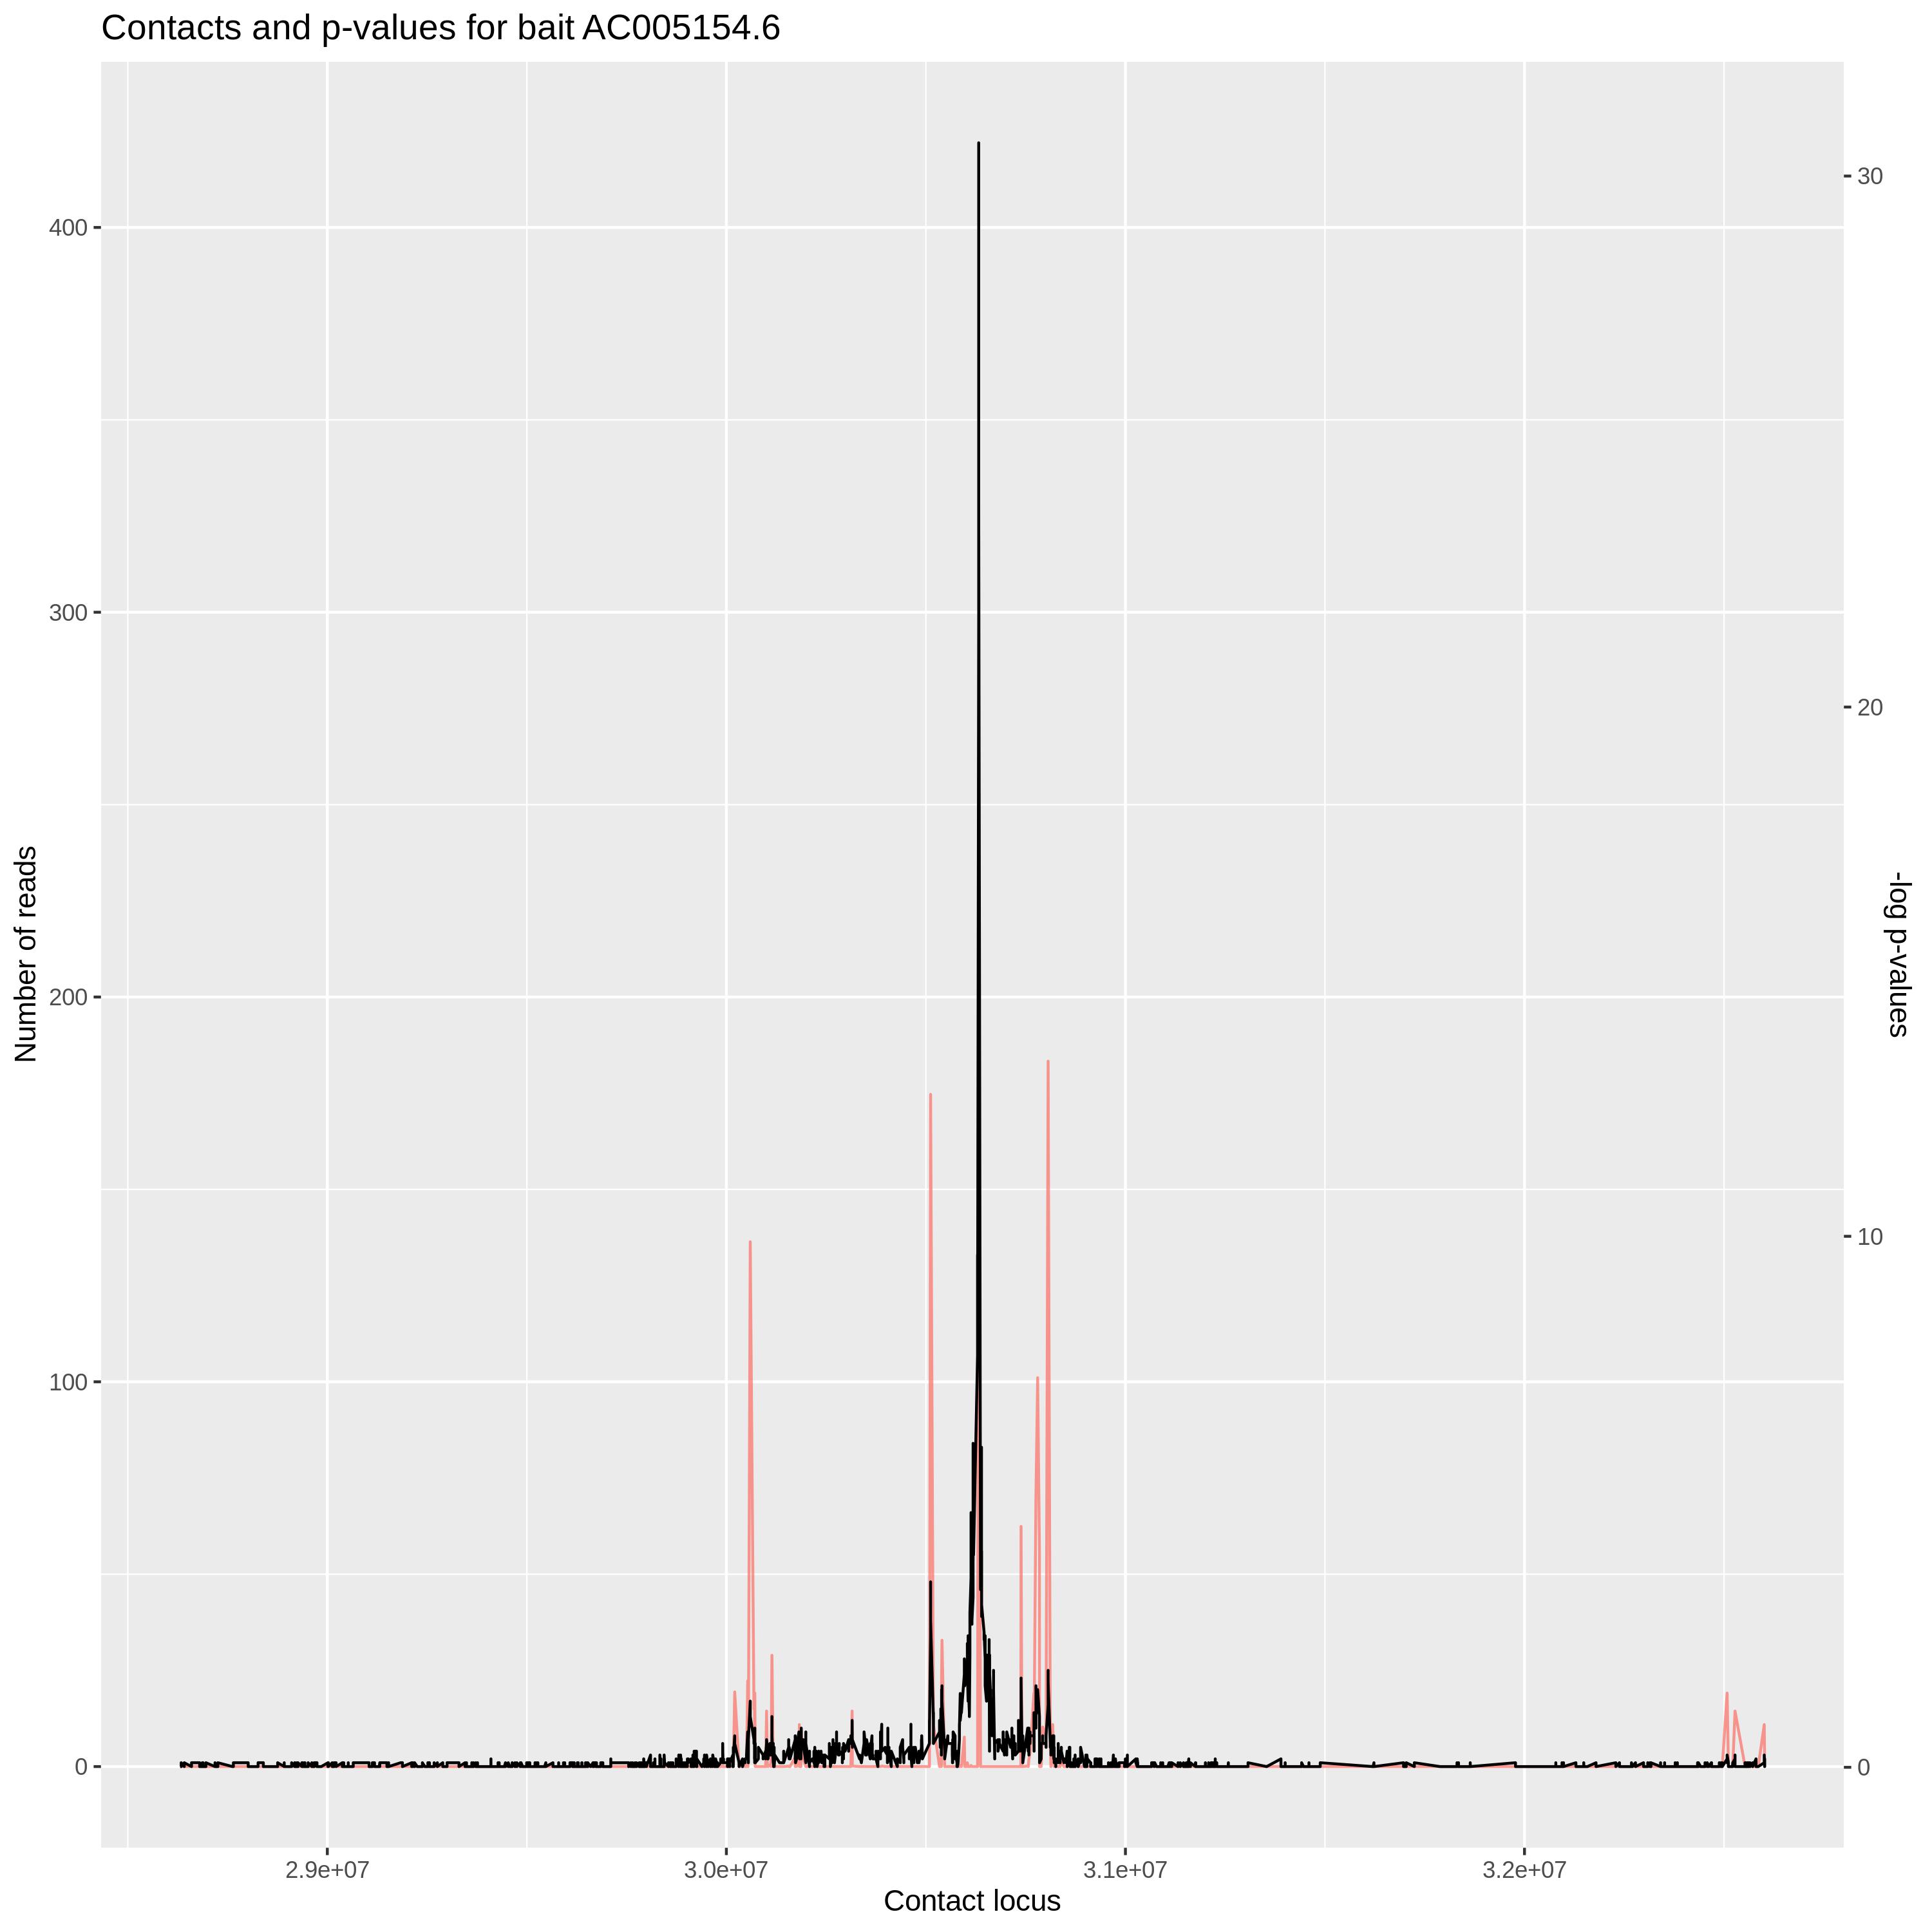 Contacts and p-values for bait AC005154.6
400
300
200
100
0
30
20
10
0
Number of reads
-log p-values
2.9e+07
3.0e+07
3.1e+07
3.2e+07
Contact locus